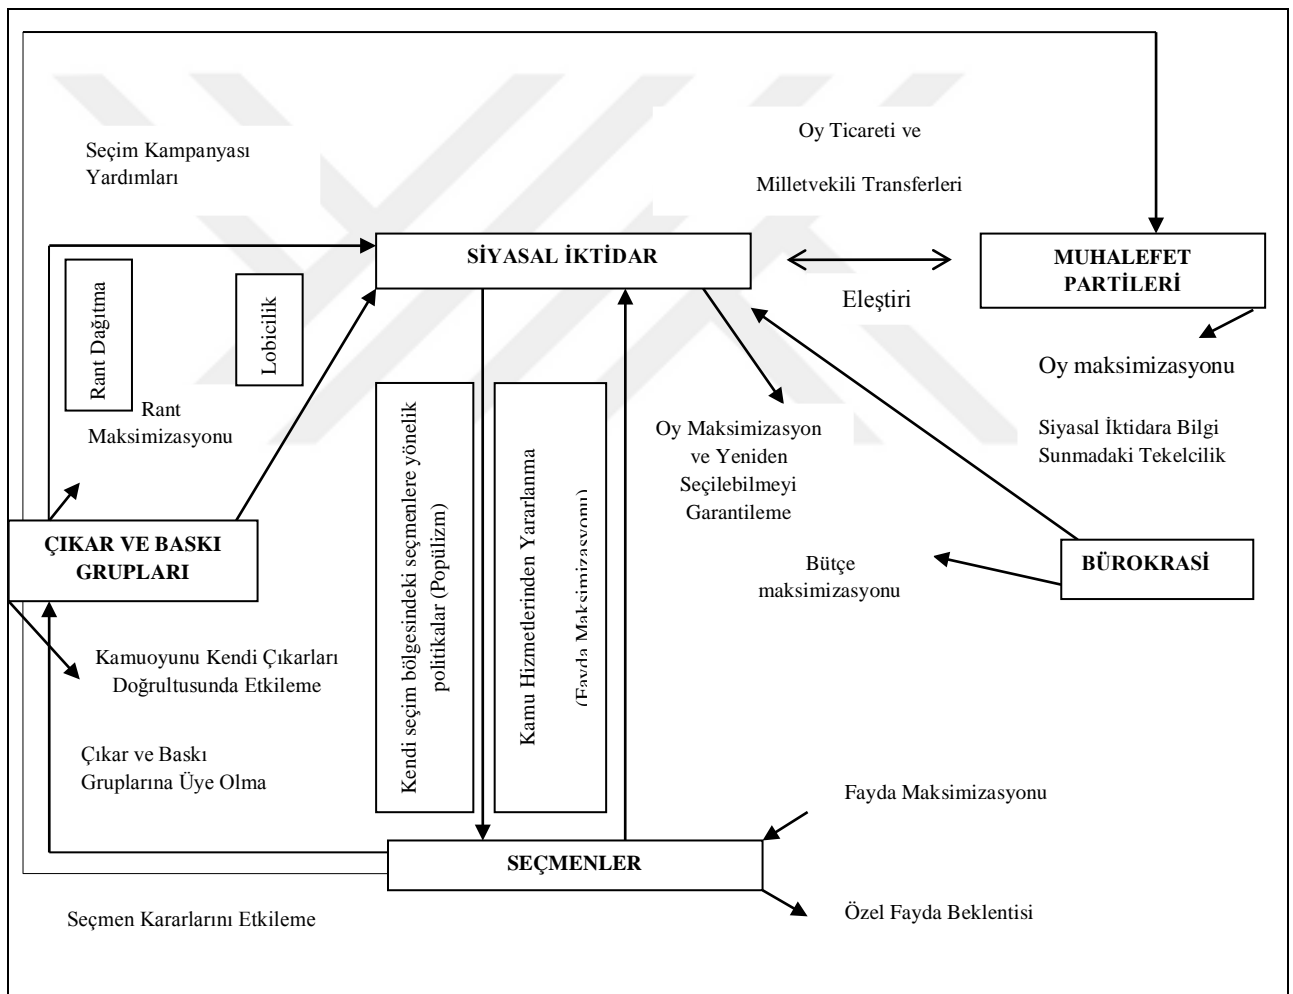 Seçim Kampanyası
Yardımları
Oy Ticareti ve
Milletvekili Transferleri
SİYASAL İKTİDAR
MUHALEFET
PARTİLERİ
Eleştiri
Rant Dağıtma
Lobicilik
Oy maksimizasyonu
Rant
Maksimizasyonu
Kendi seçim bölgesindeki seçmenlere yönelik
politikalar (Popülizm)
Kamu Hizmetlerinden Yararlanma
(Fayda Maksimizasyonu)
Oy Maksimizasyon
ve Yeniden
Seçilebilmeyi
Garantileme
Siyasal İktidara Bilgi
Sunmadaki Tekelcilik
ÇIKAR VE BASKI
GRUPLARI
Bütçe
maksimizasyonu
BÜROKRASİ
Kamuoyunu Kendi Çıkarları
Doğrultusunda Etkileme
Çıkar ve Baskı
Gruplarına Üye Olma
Fayda Maksimizasyonu
SEÇMENLER
Seçmen Kararlarını Etkileme
Özel Fayda Beklentisi